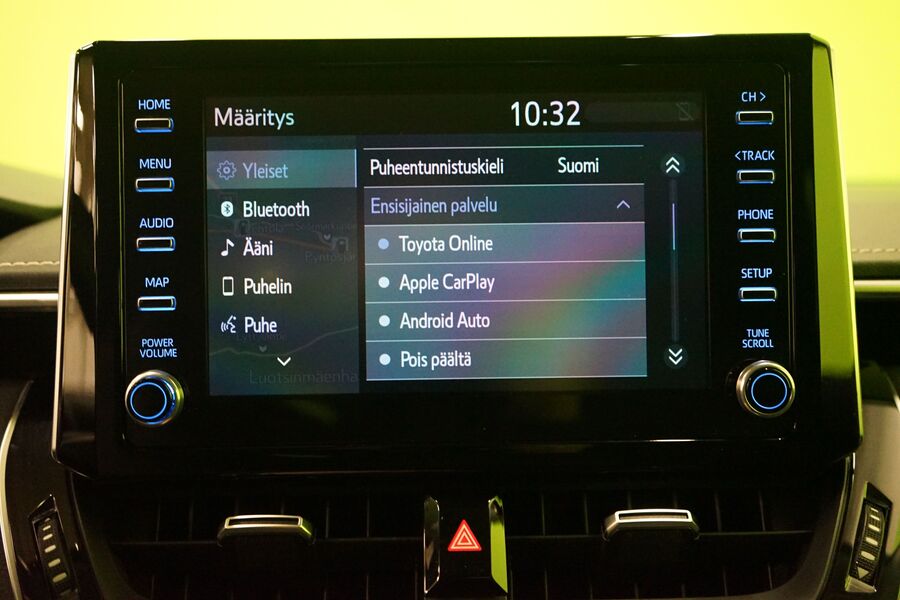 HOME
MENU
AUDIO
MAP
POWER
VOLUME
Määritys
10:32
Yleiset
Bluetooth
Ääni
Puhelin
Puhe
Luotsinmäenha
Puheentunnistuskieli Suomi
Ensisijainen palvelu
Toyota Online
Apple CarPlay
Android Auto
Pois päältä
CH >
< TRACK
PHONE
SETUP
TUNE
SCROLL